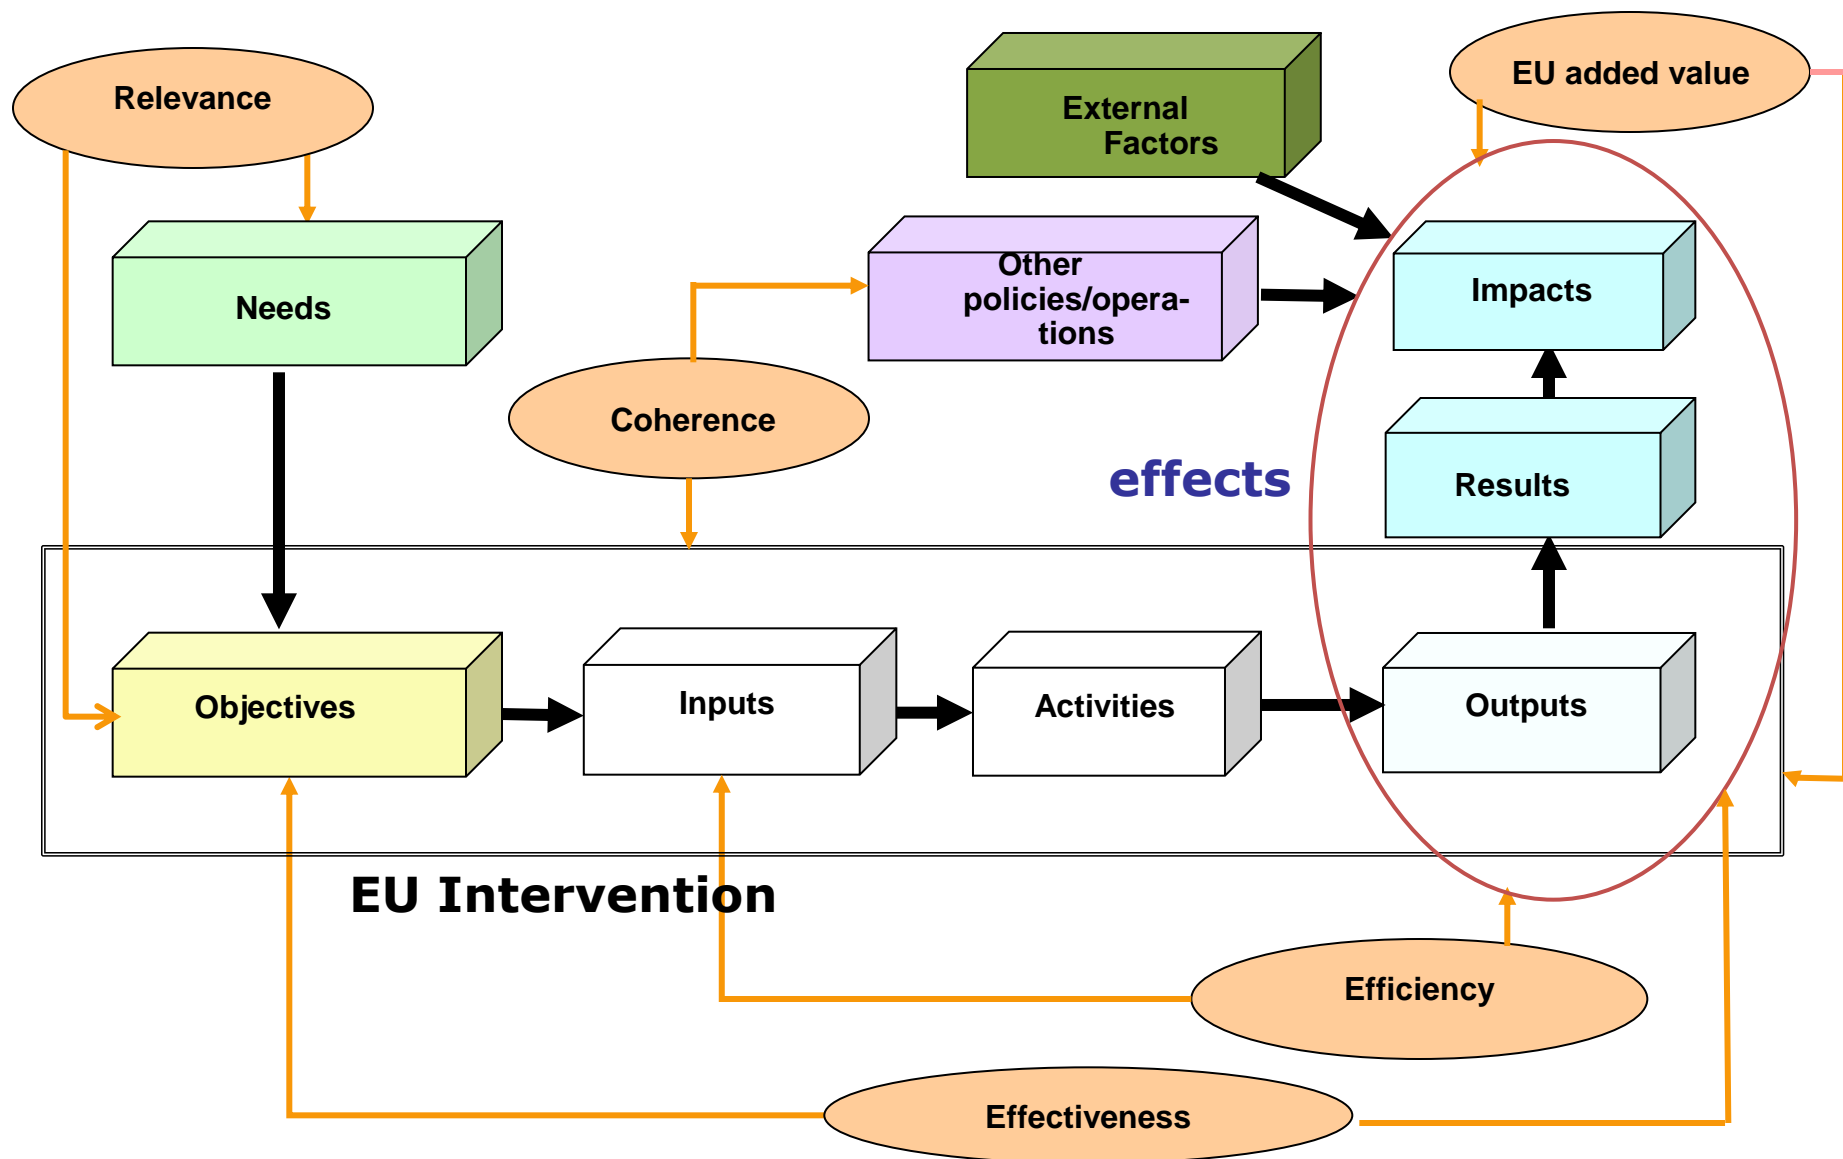 EU added value
Relevance
External
Factors
Other
policies/opera-
tions
Impacts
Needs
Coherence
effects
Results
Objectives
Inputs
Activities
Outputs
EU Intervention
Efficiency
Effectiveness